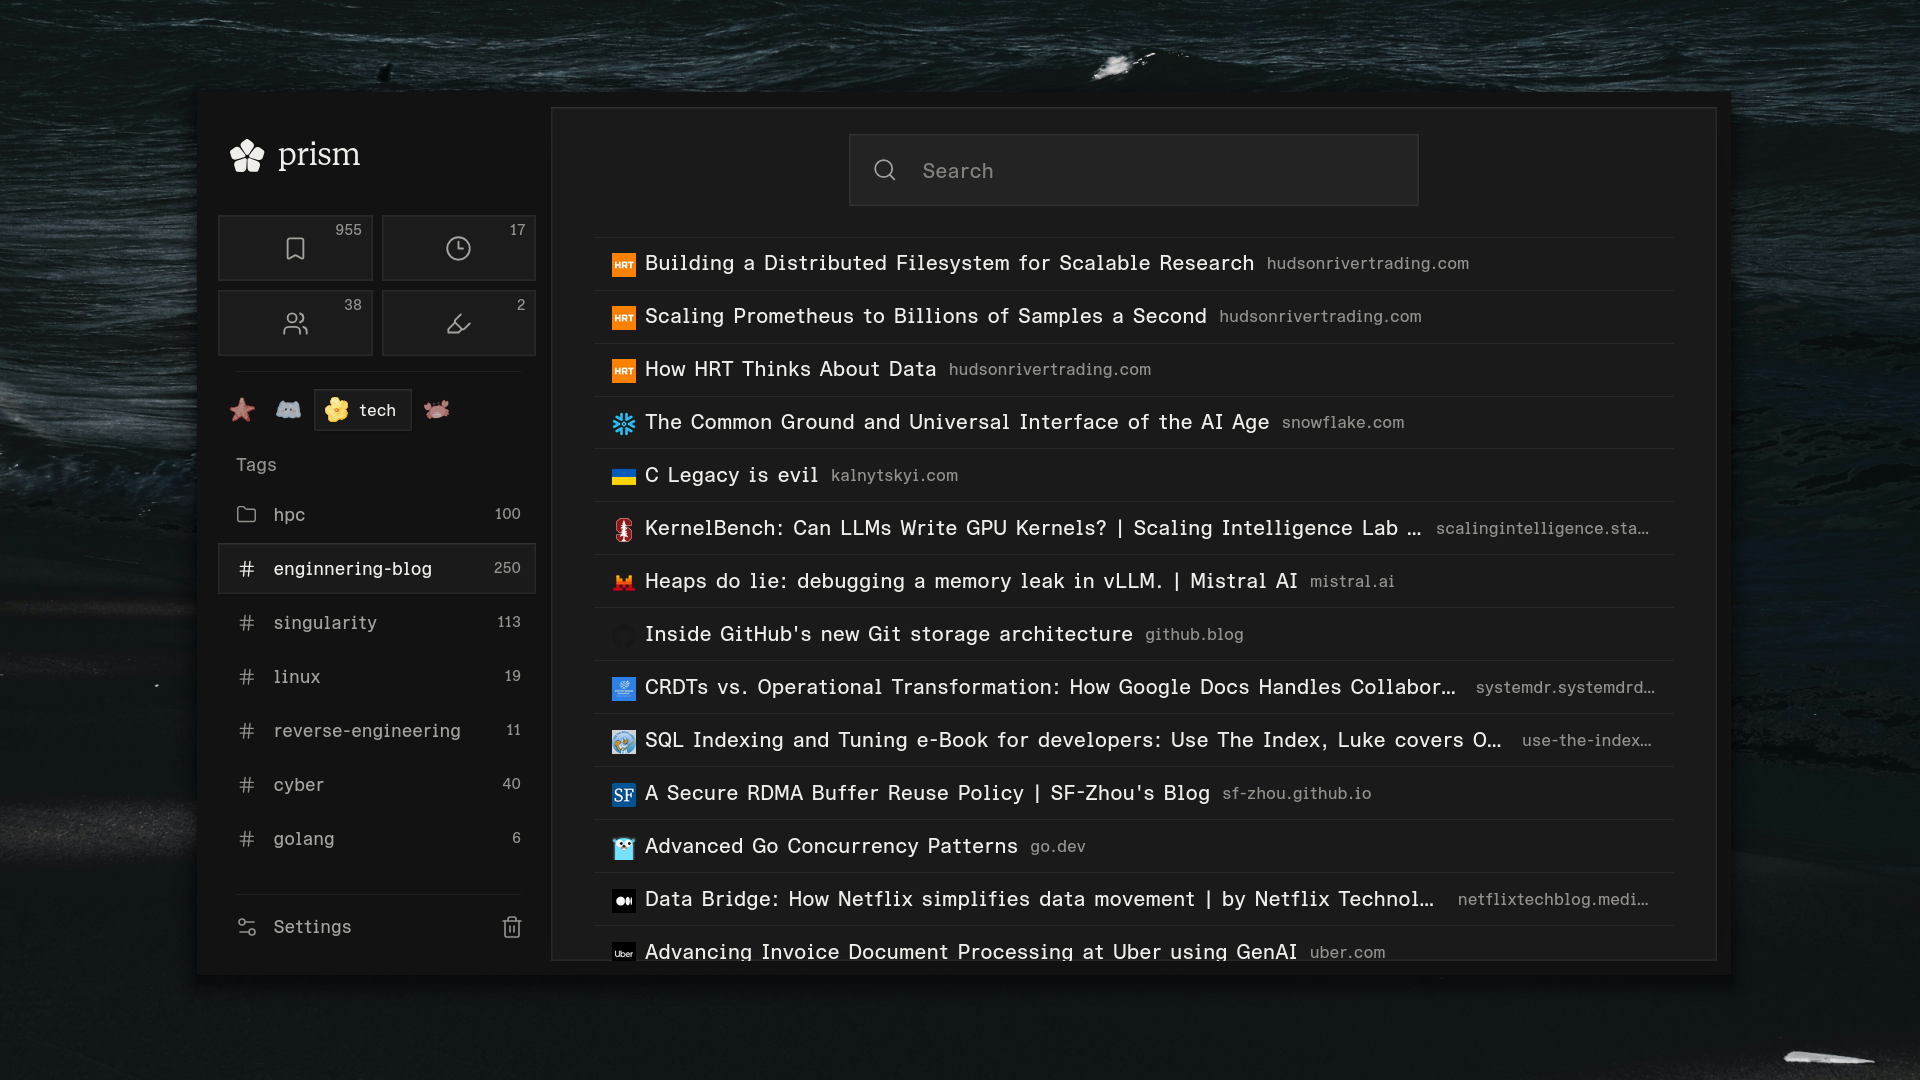 prism
955
17
38
2
tech
Tags
hpc 100
# enginnering-blog 250
# singularity 113
# linux 19
# reverse-engineering 11
# cyber 40
# golang 6
Settings
Search
HRT Building a Distributed Filesystem for Scalable Research hudsonrivertrading.com
HRT Scaling Prometheus to Billions of Samples a Second hudsonrivertrading.com
HRT How HRT Thinks About Data hudsonrivertrading.com
The Common Ground and Universal Interface of the AI Age snowflake.com
C Legacy is evil kalnytskyi.com
KernelBench: Can LLMs Write GPU Kernels? | Scaling Intelligence Lab ... scalingintelligence.sta...
Heaps do lie: debugging a memory leak in vLLM. | Mistral AI mistral.ai
Inside GitHub's new Git storage architecture github.blog
CRDTs vs. Operational Transformation: How Google Docs Handles Collabor... systemdr.systemdrd...
SQL Indexing and Tuning e-Book for developers: Use The Index, Luke covers O... use-the-index...
SF A Secure RDMA Buffer Reuse Policy | SF-Zhou's Blog sf-zhou.github.io
Advanced Go Concurrency Patterns go.dev
Data Bridge: How Netflix simplifies data movement | by Netflix Technol... netflixtechblog.medi...
Uber Advancing Invoice Document Processing at Uber using GenAI uber.com